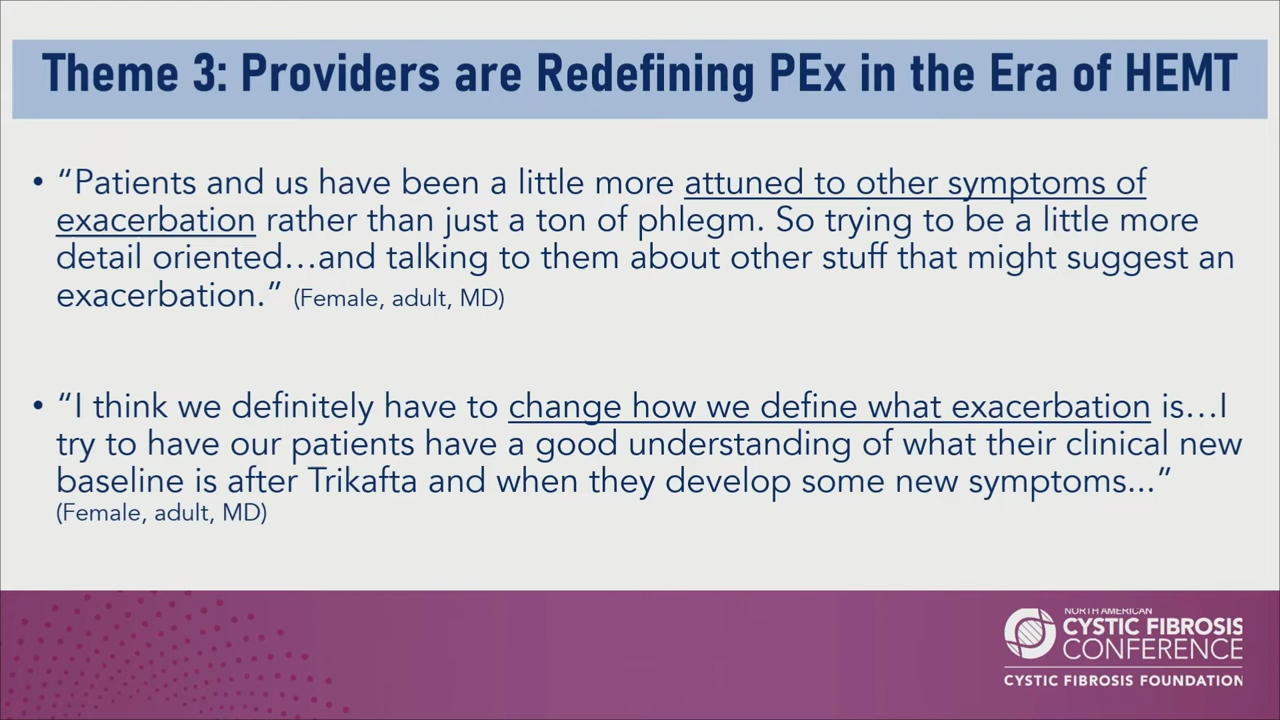 Theme 3: Providers are Redefining PEx in the Era of HEMT
• “Patients and us have been a little more attuned to other symptoms of
exacerbation rather than just a ton of phlegm. So trying to be a little more
detail oriented…and talking to them about other stuff that might suggest an
exacerbation.” (Female, adult, MD)
• “I think we definitely have to change how we define what exacerbation is…I
try to have our patients have a good understanding of what their clinical new
baseline is after Trikafta and when they develop some new symptoms...”
(Female, adult, MD)
NORTH AMERICAN
CYSTIC FIBROSIS
CONFERENCE
CYSTIC FIBROSIS FOUNDATION